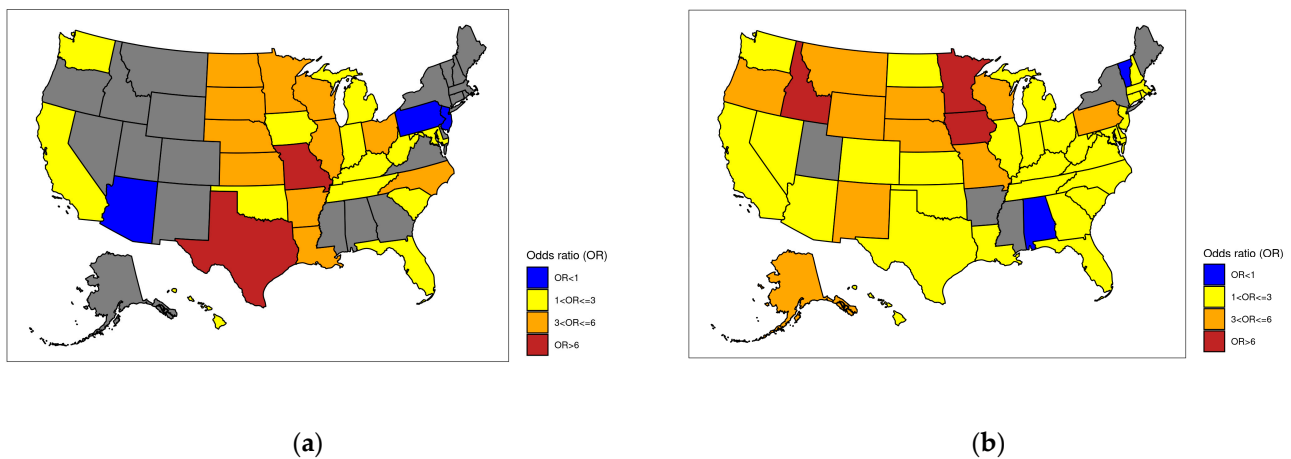 Odds ratio (OR)
OR<1
1<OR<=3
3<OR<=6
OR>6
(a)
Odds ratio (OR)
OR<1
1<OR<=3
3<OR<=6
OR>6
(b)